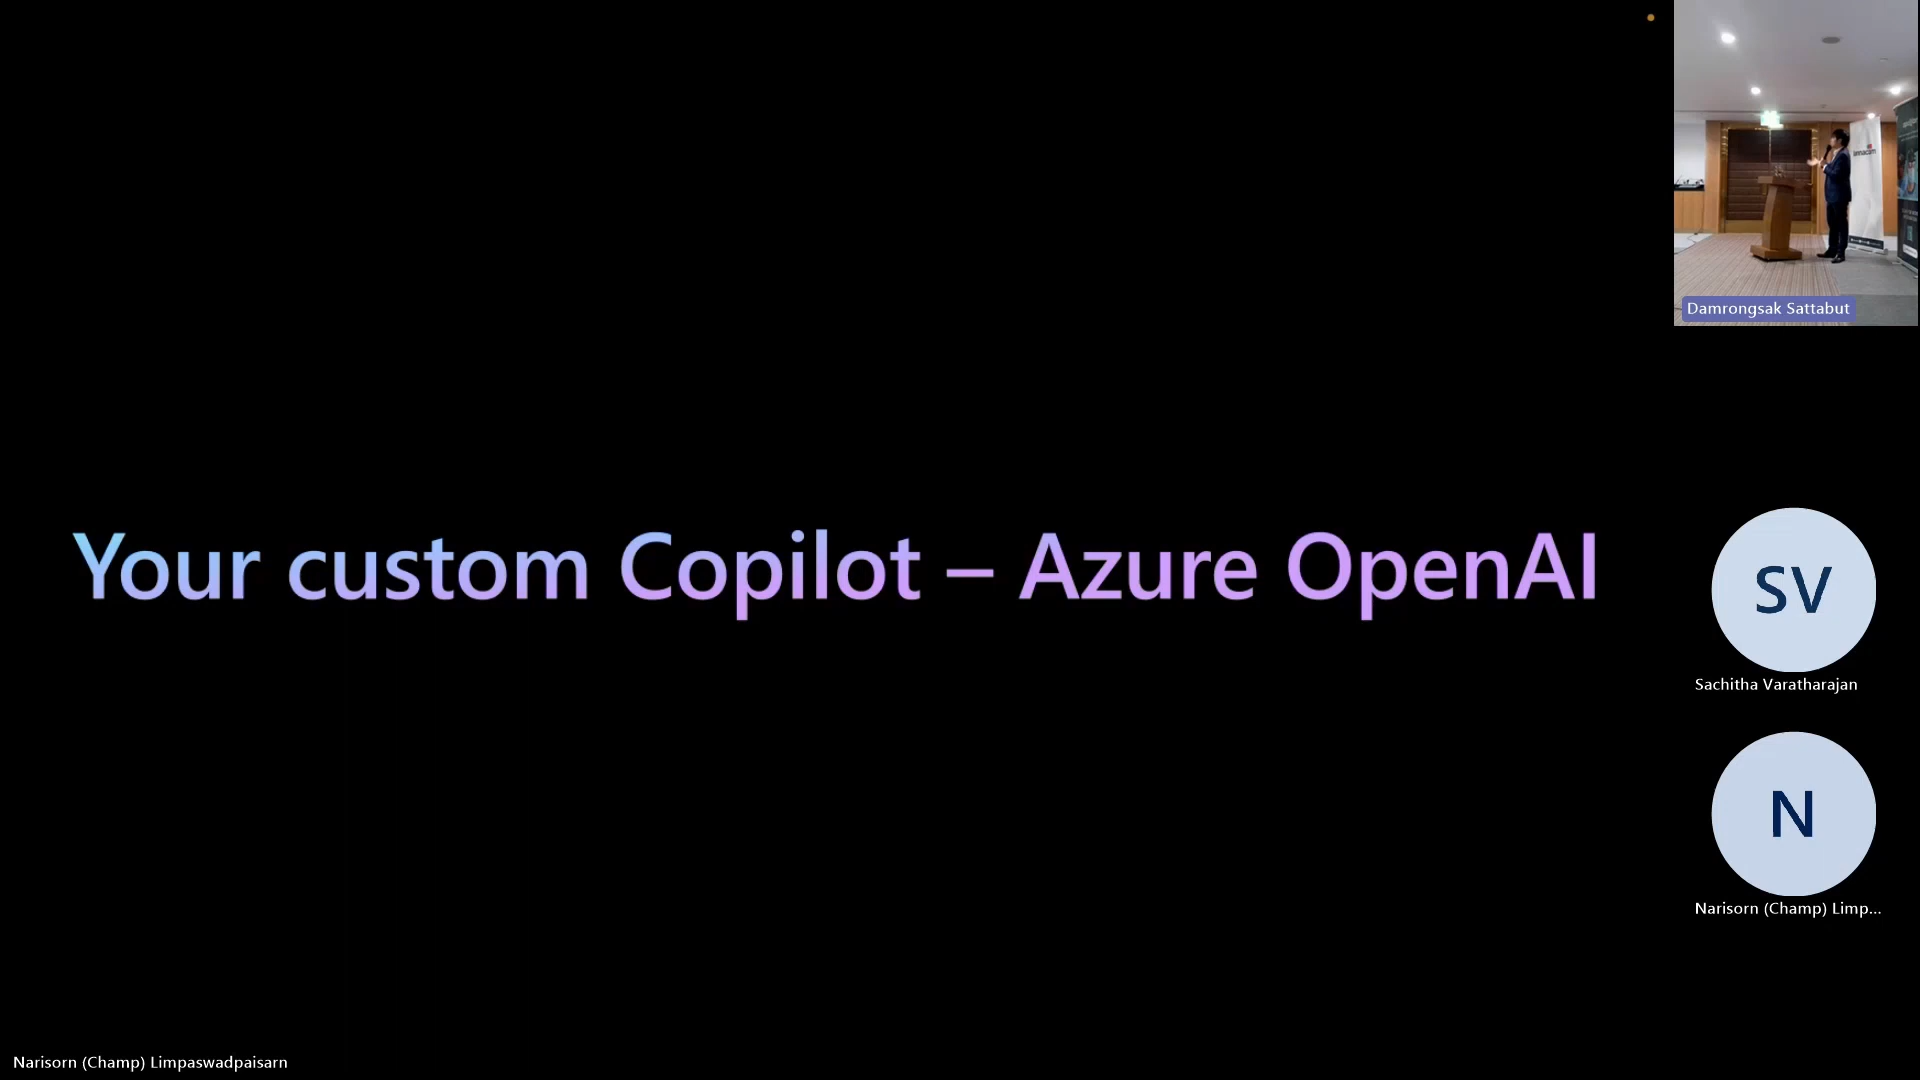 Your custom Copilot – Azure OpenAI
Damrongsak Sattabut
SV
Sachitha Varatharajan
N
Narisorn (Champ) Limp...
Narisorn (Champ) Limpaswadpaisarn